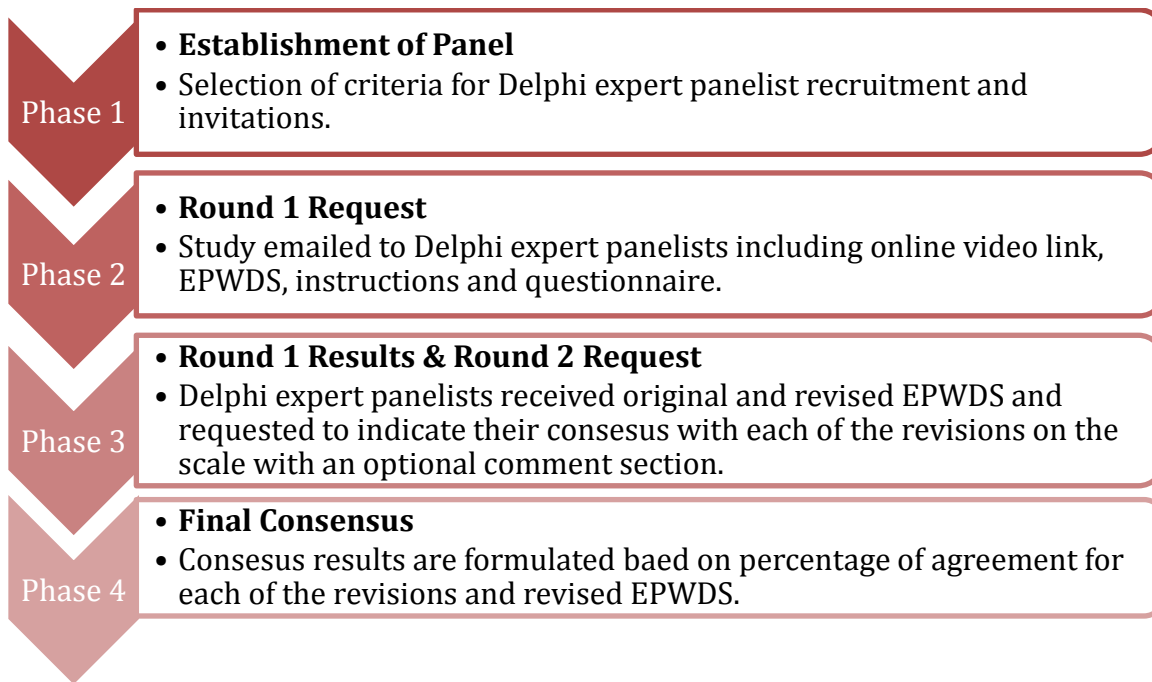 Phase 1
• Establishment of Panel
• Selection of criteria for Delphi expert panelist recruitment and
invitations.
Phase 2
• Round 1 Request
• Study emailed to Delphi expert panelists including online video link,
EPWDS, instructions and questionnaire.
Phase 3
• Round 1 Results & Round 2 Request
• Delphi expert panelists received original and revised EPWDS and
requested to indicate their consesus with each of the revisions on the
scale with an optional comment section.
Phase 4
• Final Consensus
• Consesus results are formulated baed on percentage of agreement for
each of the revisions and revised EPWDS.